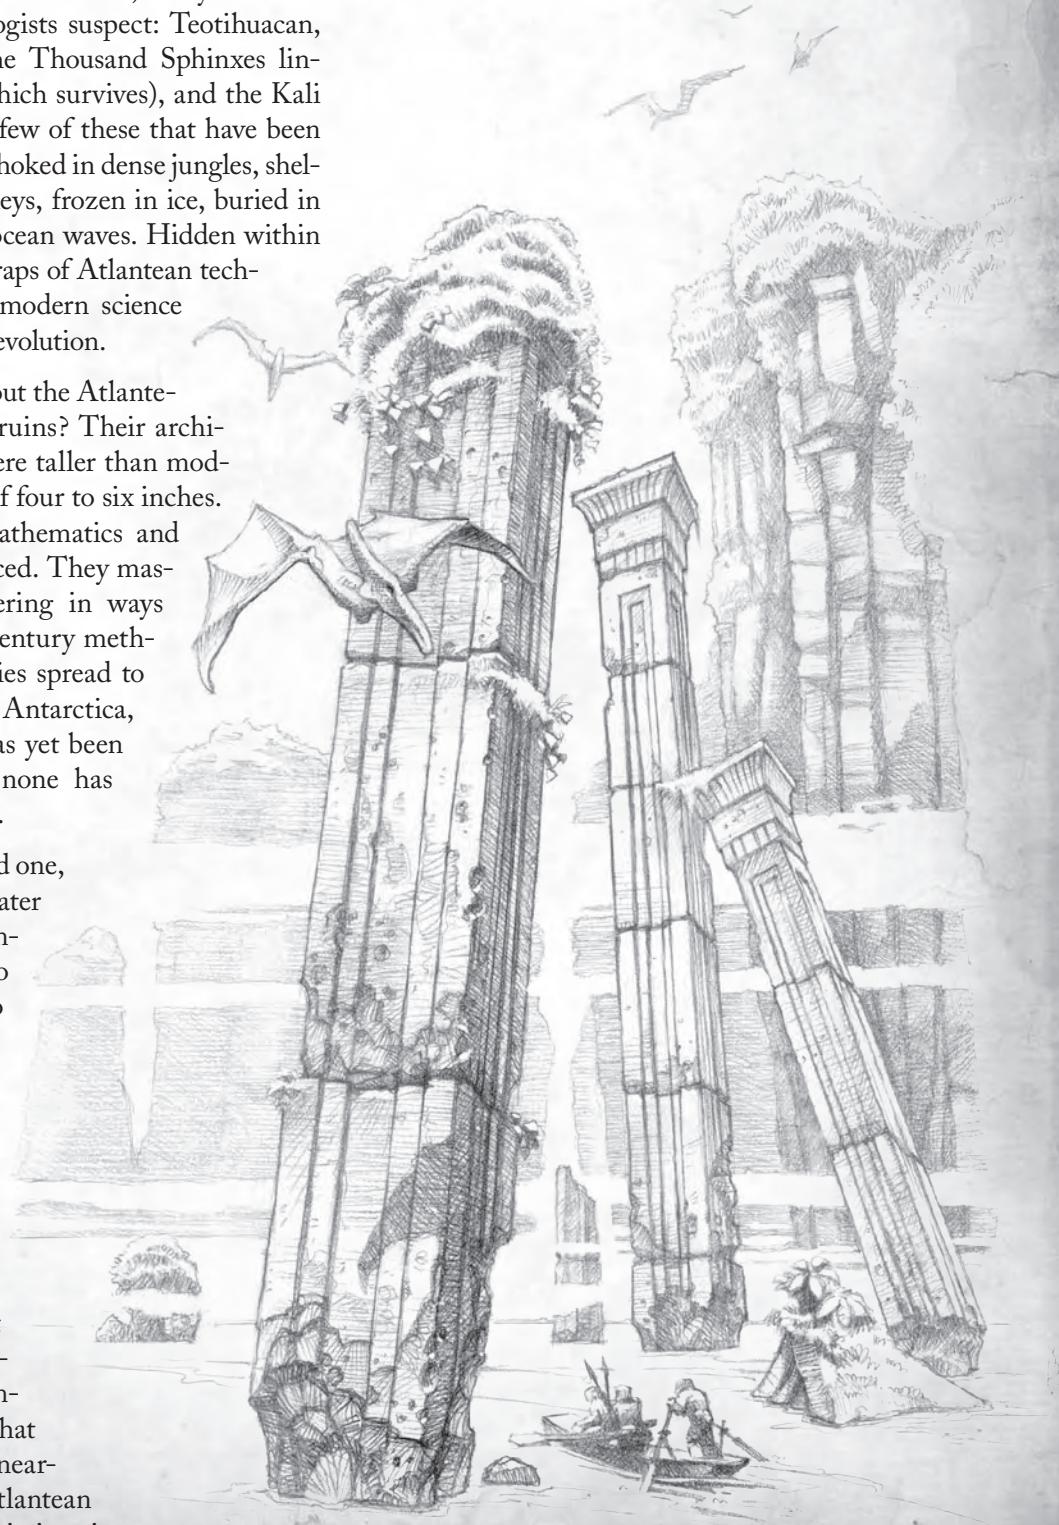 ogists suspect: Teotihuacan,
e Thousand Sphinxes lin-
hich survives), and the Kali
few of these that have been
hoked in dense jungles, shel-
eys, frozen in ice, buried in
ocean waves. Hidden within
raps of Atlantean tech-
modern science
evolution.
out the Atlante-
ruins? Their archi-
ere taller than mod-
f four to six inches.
athematics and
ced. They mas-
ering in ways
entury meth-
ies spread to
Antarctica,
as yet been
none has
d one,
ater
n-
o
n-
hat
near-
tlantean